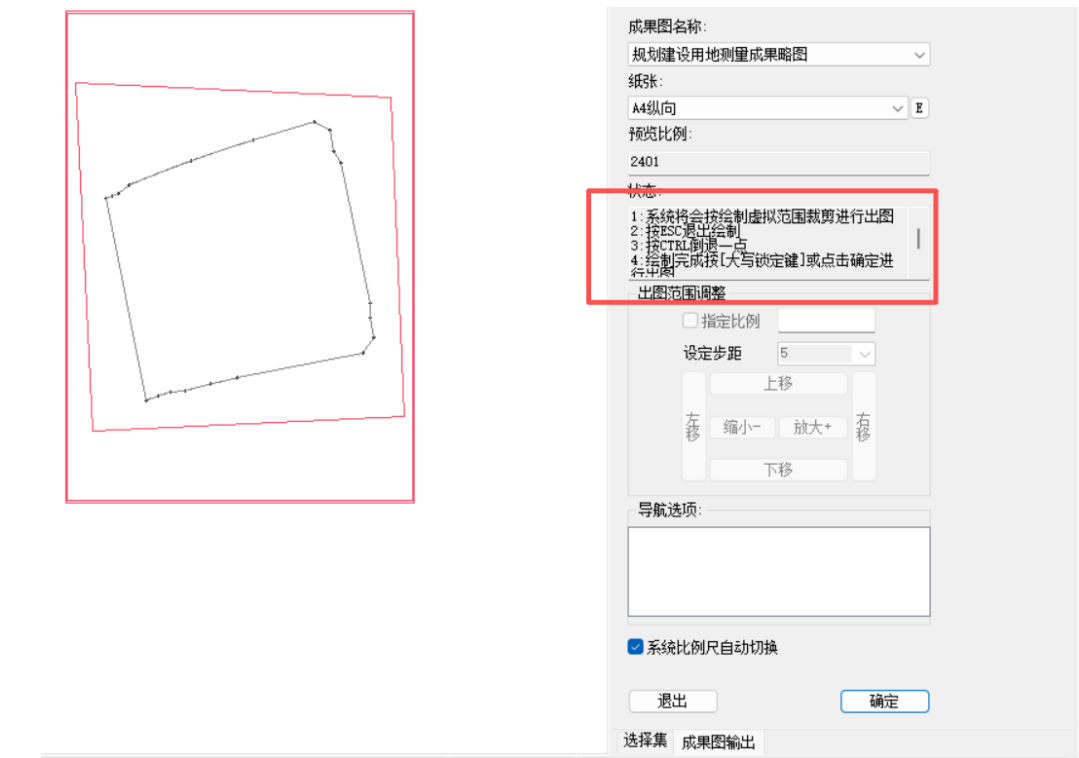 成果图名称:
规划建设用地测量成果略图
纸张:
A4纵向
E
预览比例:
2401
状态:
1:系统将会按绘制虚拟范围裁剪进行出图
2:按ESC退出绘制
3:按CTRL倒退一点
4:绘制完成按[大写锁定键]或点击确定进
行出图
出图范围调整
指定比例
设定步距
5
上移
左移
缩小-
放大+
右移
下移
导航选项:
系统比例尺自动切换
退出
确定
选择集
成果图输出